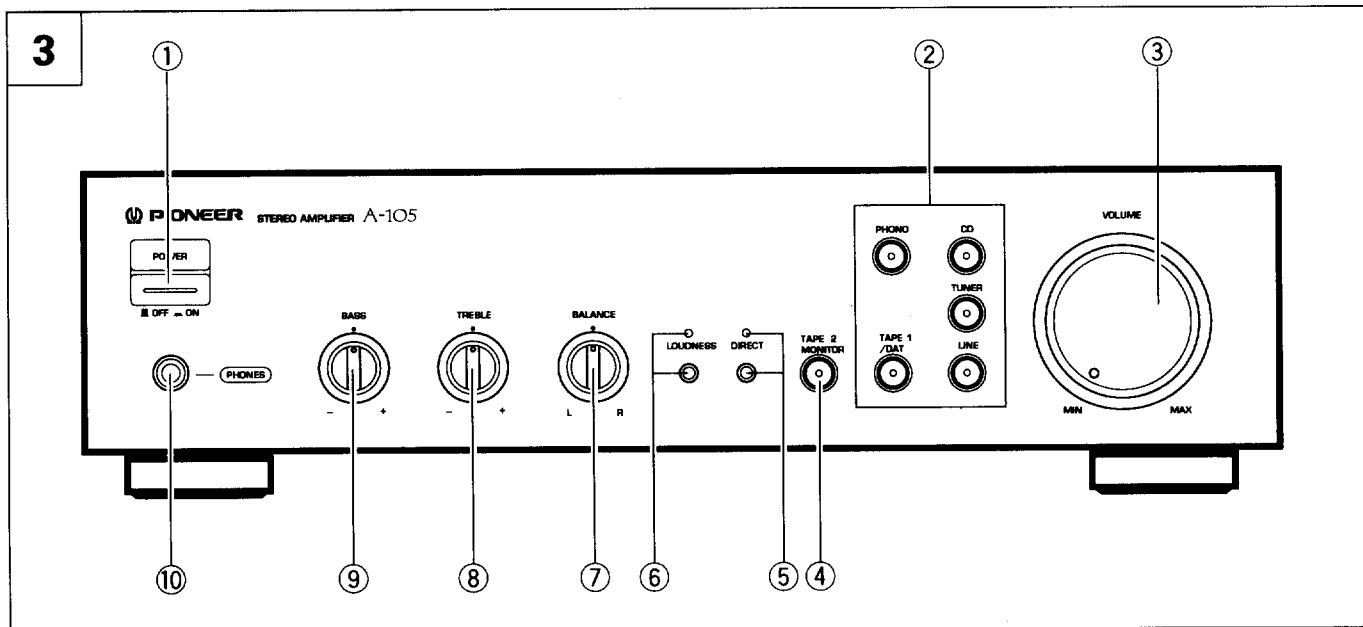 3
① ② ③
PIONEER STEREO AMPLIFIER A-105
POWER
OFF ON
PHONES
BASS
- +
TREBLE
- +
BALANCE
L R
LOUDNESS
DIRECT
TAPE 2
MONITOR
PHONO
CD
TUNER
TAPE 1
/DAT
LINE
VOLUME
MIN MAX
⑩ ⑨ ⑧ ⑦ ⑥ ⑤ ④